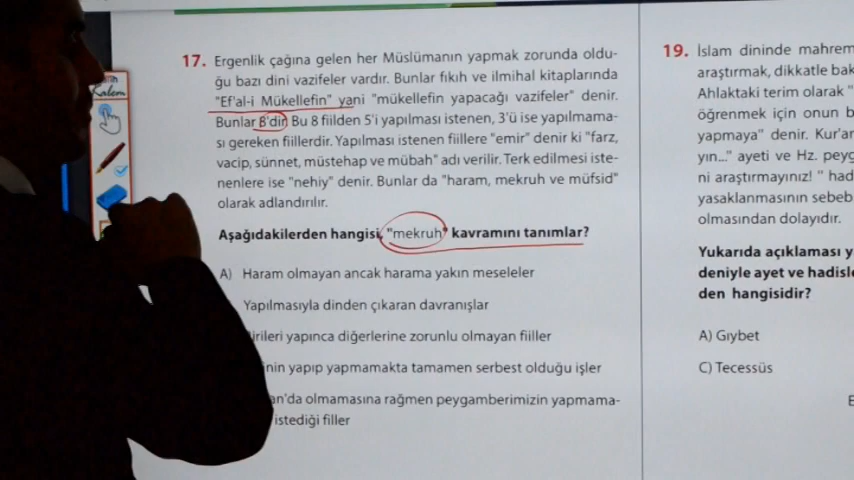 Kalem
17. Ergenlik çağına gelen her Müslümanın yapmak zorunda oldu-
ğu bazı dini vazifeler vardır. Bunlar fıkıh ve ilmihal kitaplarında
"Ef'al-i Mükellefin" yani "mükellefin yapacağı vazifeler" denir.
Bunlar 8'dir. Bu 8 fiilden 5'i yapılması istenen, 3'ü ise yapılmama-
sı gereken fiillerdir. Yapılması istenen fiillere "emir" denir ki "farz,
vacip, sünnet, müstehap ve mübah" adı verilir. Terk edilmesi iste-
nenlere ise "nehiy" denir. Bunlar da "haram, mekruh ve müfsid"
olarak adlandırılır.
Aşağıdakilerden hangisi, "mekruh" kavramını tanımlar?
A) Haram olmayan ancak harama yakın meseleler
Yapılmasıyla dinden çıkaran davranışlar
irileri yapınca diğerlerine zorunlu olmayan fiiller
inin yapıp yapmamakta tamamen serbest olduğu işler
an'da olmamasına rağmen peygamberimizin yapmama-
istediği filler
19. İslam dininde mahrem
araştırmak, dikkatle bak
Ahlaktaki terim olarak "
öğrenmek için onun b
yapmaya" denir. Kur'ar
yın..." ayeti ve Hz. peyg
ni araştırmayınız! " had
yasaklanmasının sebeb
olmasından dolayıdır.
Yukarıda açıklaması y
deniyle ayet ve hadisle
den hangisidir?
A) Gıybet
C) Tecessüs
E